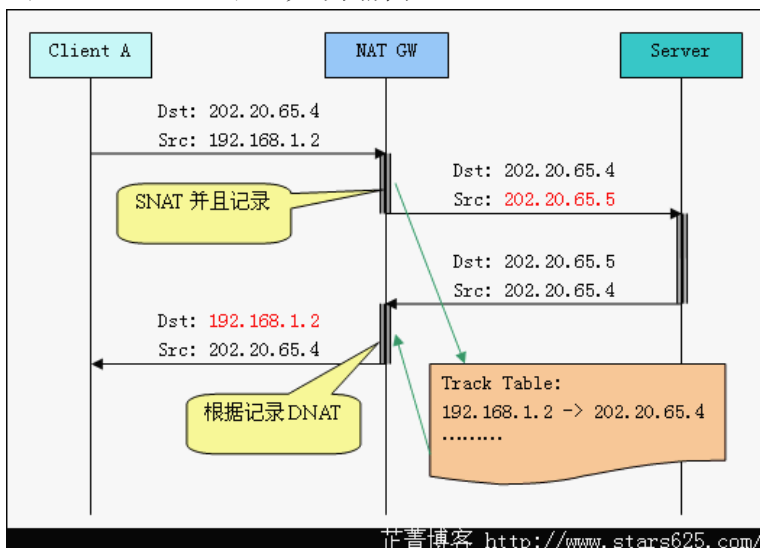 Client A
NAT GW
Server
Dst: 202.20.65.4
Src: 192.168.1.2
SNAT 并且记录
Dst: 202.20.65.4
Src: 202.20.65.5
Dst: 202.20.65.5
Src: 202.20.65.4
Dst: 192.168.1.2
Src: 202.20.65.4
根据记录DNAT
Track Table:
192.168.1.2 -> 202.20.65.4
.........
芷菁博客 http://www.stars625.com/